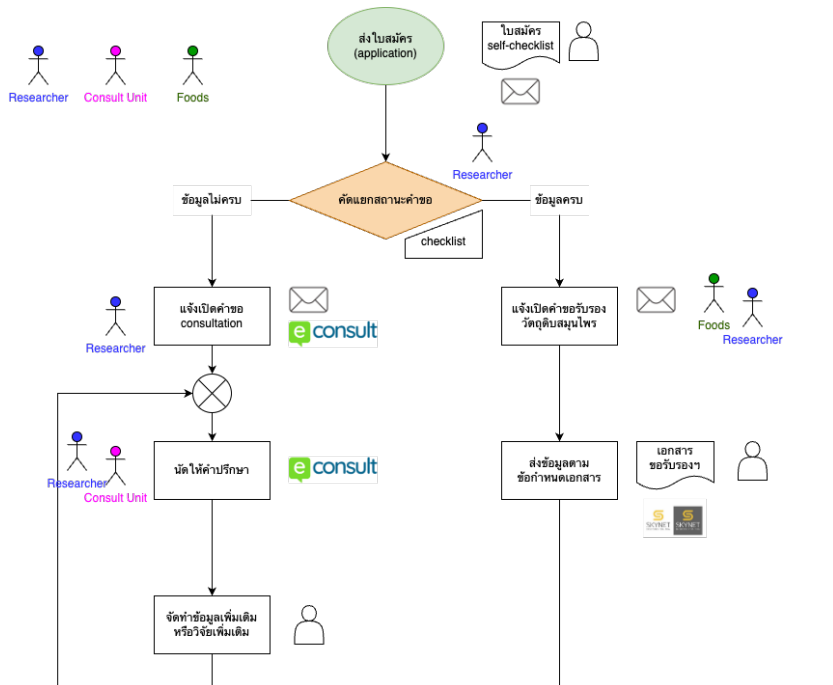 ส่งใบสมัคร
(application)
ใบสมัคร
self-checklist
Researcher
Consult Unit
Foods
Researcher
ข้อมูลไม่ครบ
คัดแยกสถานะคำขอ
ข้อมูลครบ
checklist
แจ้งเปิดคำขอ
consultation
e consult
Researcher
แจ้งเปิดคำขอรับรอง
วัตถุดิบสมุนไพร
Foods
Researcher
นัดให้คำปรึกษา
e consult
Researcher
Consult Unit
ส่งข้อมูลตาม
ข้อกำหนดเอกสาร
เอกสาร
ขอรับรองฯ
SKYNET
SKYNET
จัดทำข้อมูลเพิ่มเติม
หรือวิจัยเพิ่มเติม